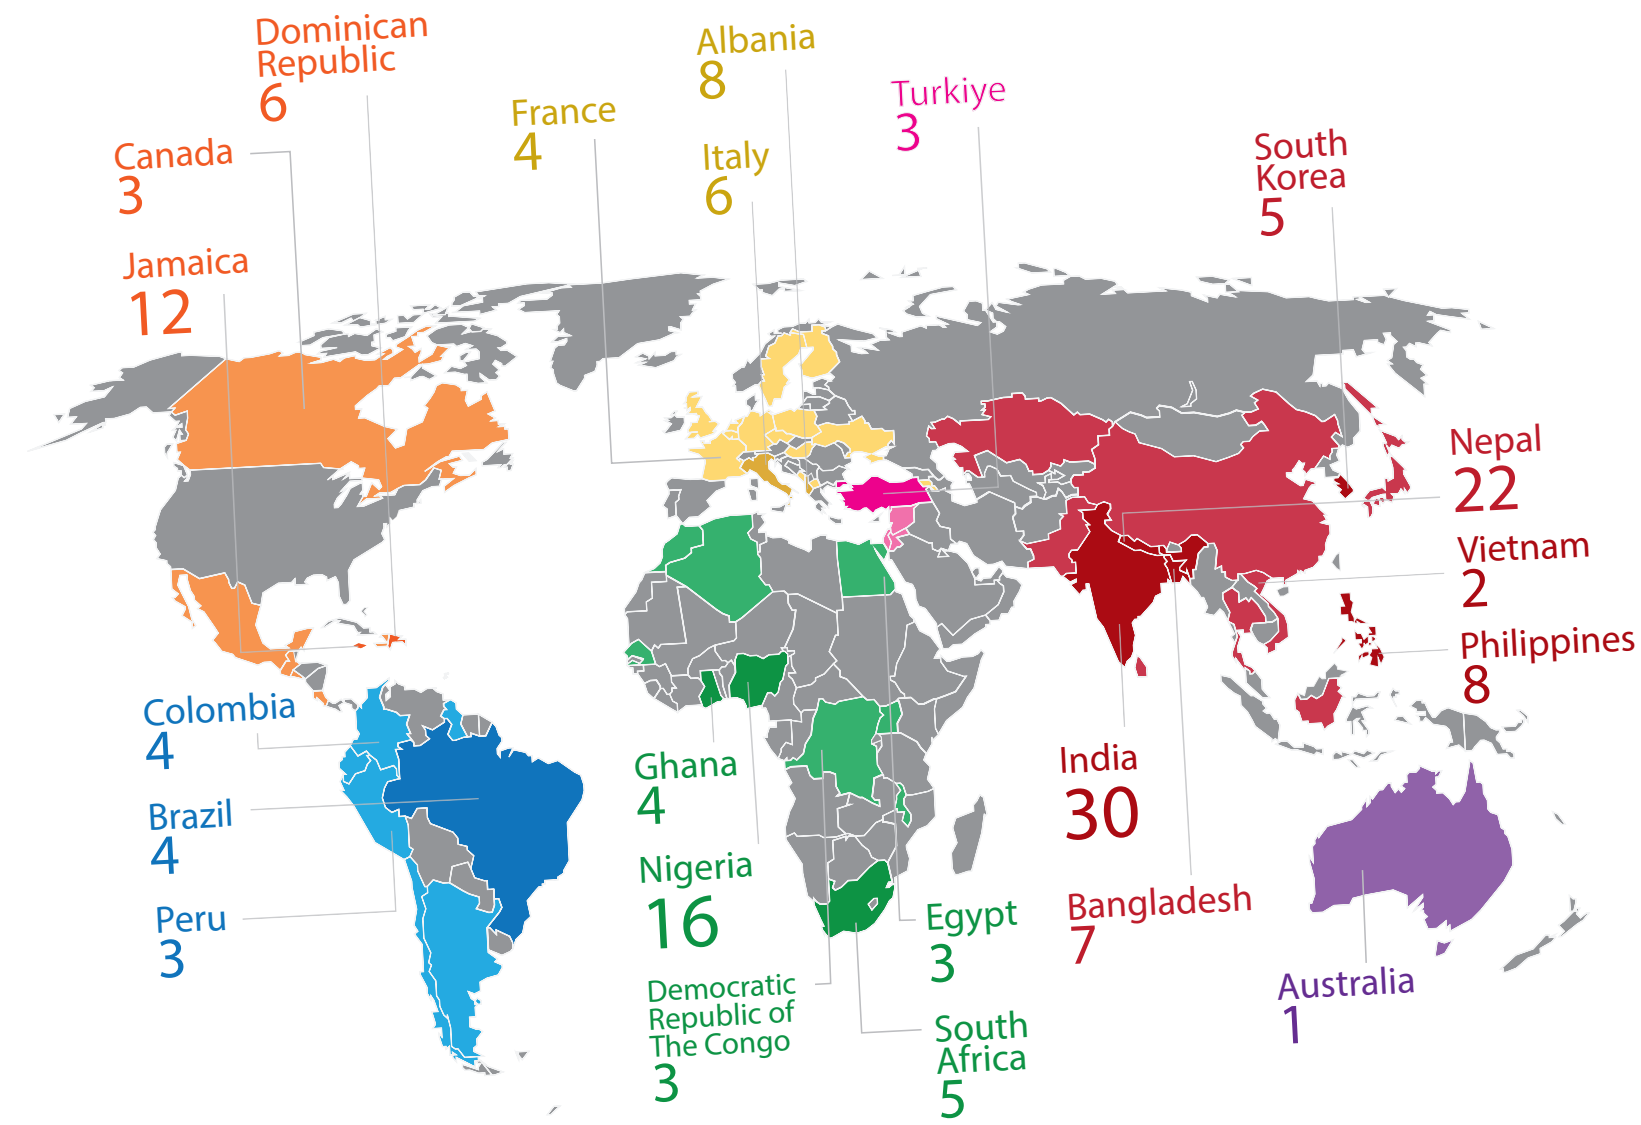 Dominican
Republic
6
Canada
3
Jamaica
12
France
4
Albania
8
Italy
6
Turkiye
3
South
Korea
5
Nepal
22
Vietnam
2
Philippines
8
Colombia
4
Brazil
4
Peru
3
Ghana
4
Nigeria
16
Democratic
Republic of
The Congo
3
Egypt
3
South
Africa
5
India
30
Bangladesh
7
Australia
1